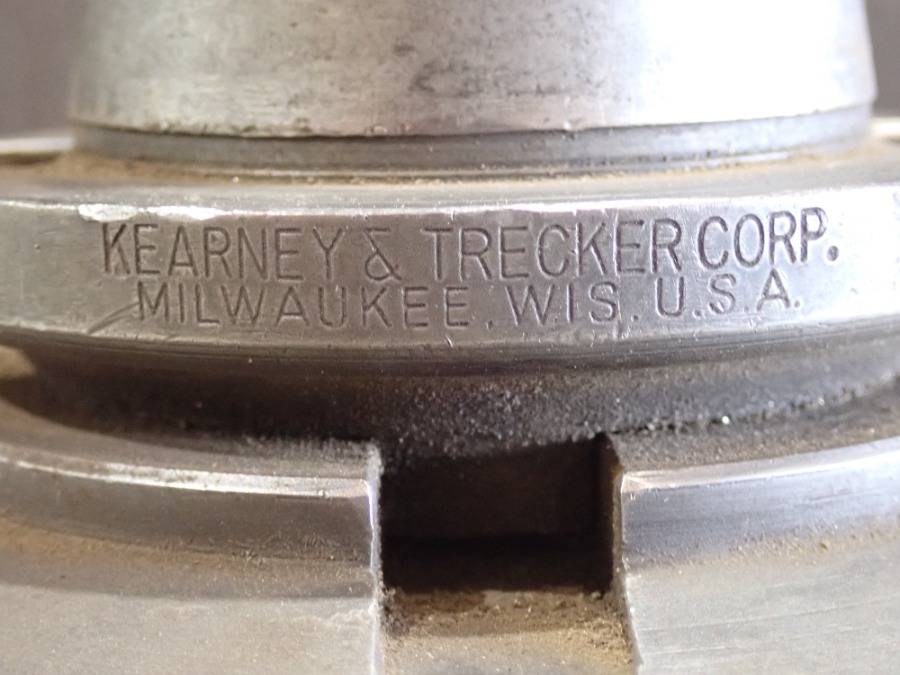 KEARNEY & TRECKER CORP.
MILWAUKEE. WIS. U.S.A.